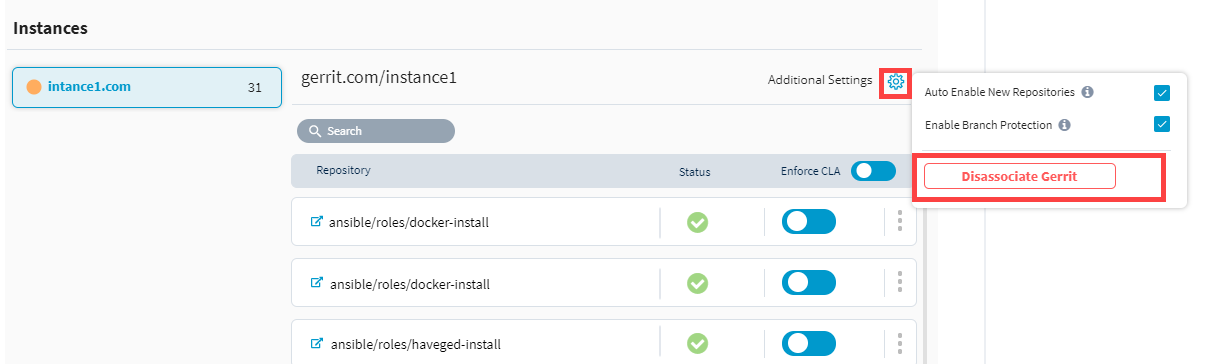 Instances
intance1.com 31
gerrit.com/instance1
Additional Settings
Auto Enable New Repositories
Enable Branch Protection
Disassociate Gerrit
Search
Repository Status Enforce CLA
ansible/roles/docker-install
ansible/roles/docker-install
ansible/roles/haveged-install